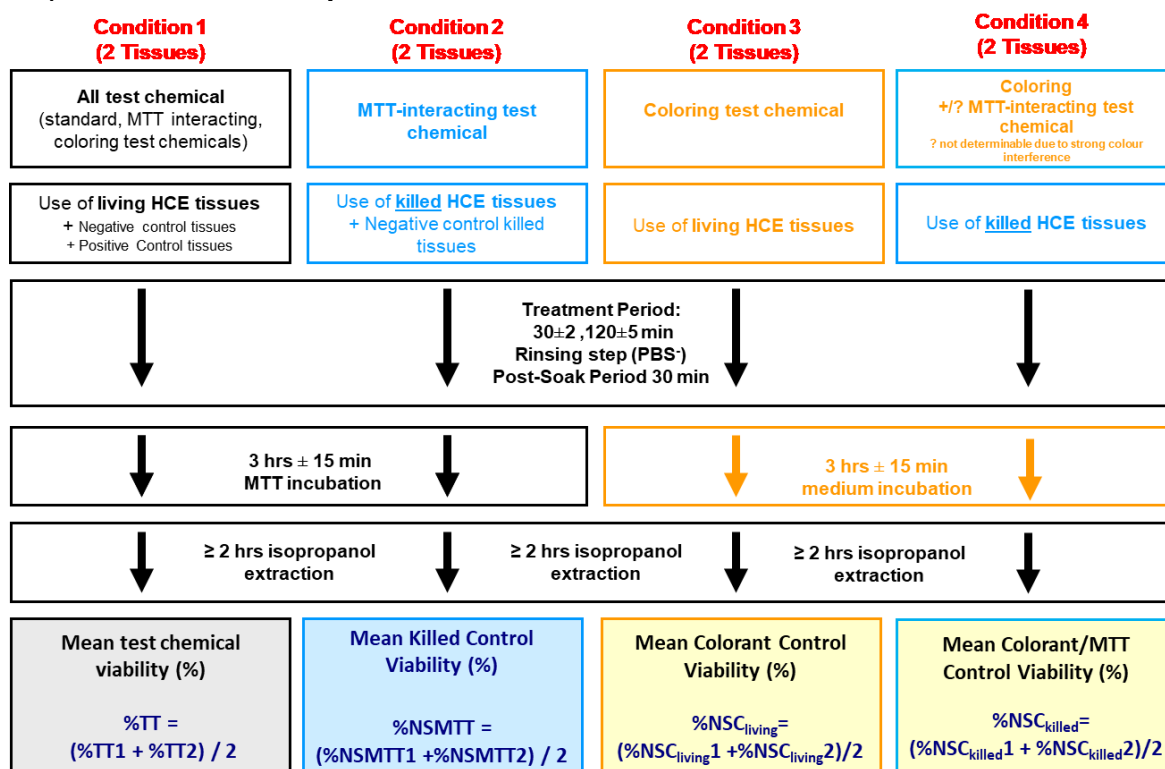 Condition 1
(2 Tissues)
Condition 2
(2 Tissues)
Condition 3
(2 Tissues)
Condition 4
(2 Tissues)
All test chemical
(standard, MTT interacting,
coloring test chemicals)
MTT-interacting test
chemical
Coloring test chemical
Coloring
+/? MTT-interacting test
chemical
? not determinable due to strong colour
interference
Use of living HCE tissues
+ Negative control tissues
+ Positive Control tissues
Use of killed HCE tissues
+ Negative control killed
tissues
Use of living HCE tissues
Use of killed HCE tissues
Treatment Period:
30±2 ,120±5 min
Rinsing step (PBS-)
Post-Soak Period 30 min
3 hrs ± 15 min
MTT incubation
3 hrs ± 15 min
medium incubation
≥ 2 hrs isopropanol
extraction
≥ 2 hrs isopropanol
extraction
≥ 2 hrs isopropanol
extraction
Mean test chemical
viability (%)
%TT =
(%TT1 + %TT2) / 2
Mean Killed Control
Viability (%)
%NSMTT =
(%NSMTT1 +%NSMTT2) / 2
Mean Colorant Control
Viability (%)
%NSCliving=
(%NSCliving1 +%NSCliving2)/2
Mean Colorant/MTT
Control Viability (%)
%NSCkilled=
(%NSCkilled1 + %NSCkilled2)/2